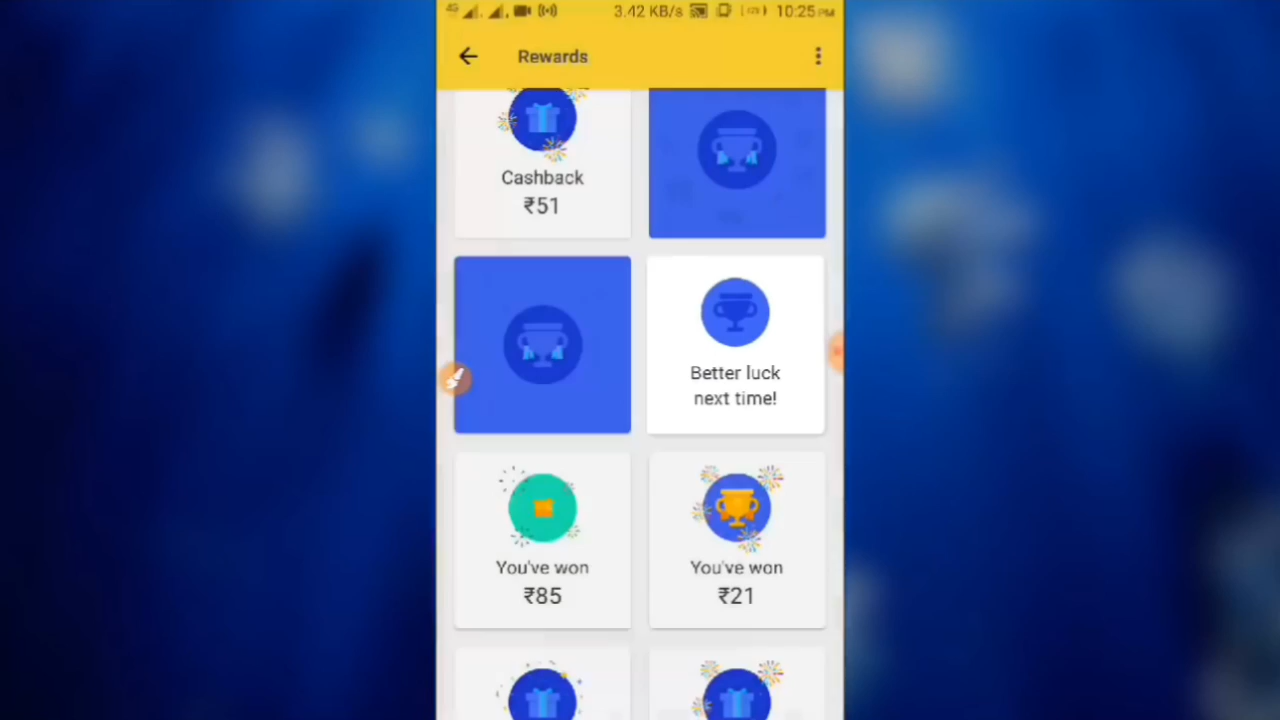 4G 3.42 KB/s 10:25 PM
Rewards
Cashback
₹51
Better luck
next time!
You've won
₹85
You've won
₹21